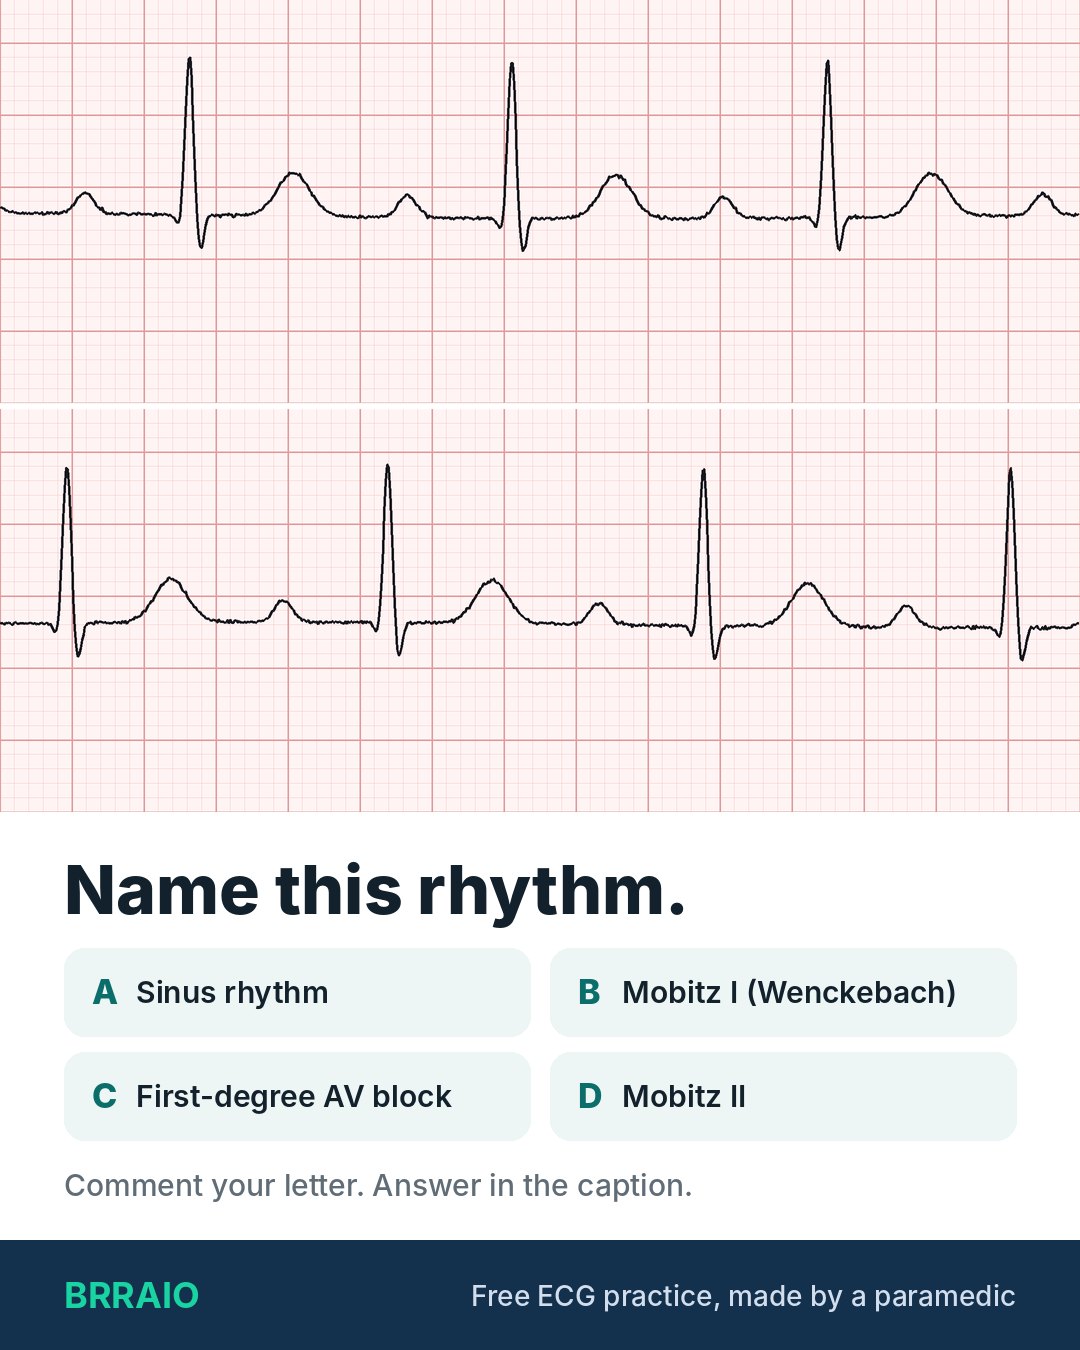 Name this rhythm.
A Sinus rhythm
B Mobitz I (Wenckebach)
C First-degree AV block
D Mobitz II
Comment your letter. Answer in the caption.
BRRAIO
Free ECG practice, made by a paramedic